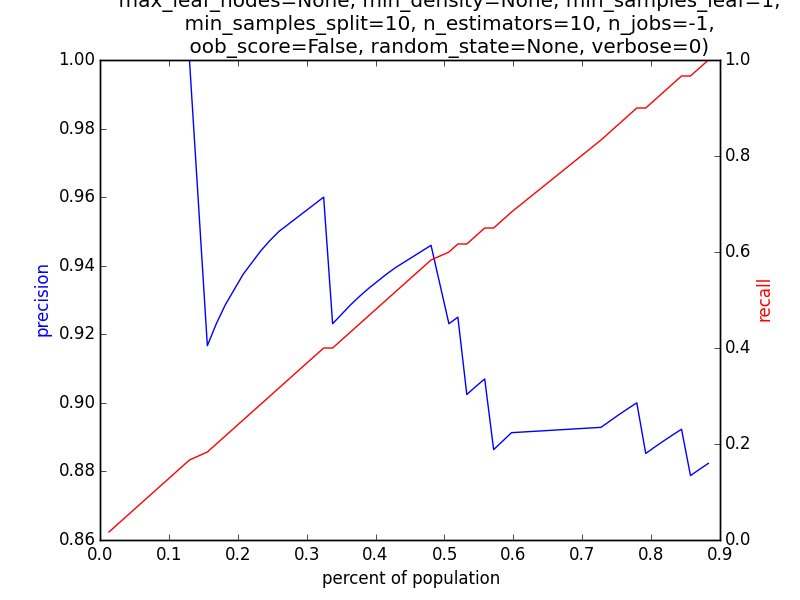 max_leaf_nodes=None, min_density=None, min_samples_leaf=1,
min_samples_split=10, n_estimators=10, n_jobs=-1,
oob_score=False, random_state=None, verbose=0)
1.00
0.98
0.96
0.94
0.92
0.90
0.88
0.86
precision
1.0
0.8
0.6
0.4
0.2
0.0
recall
0.0 0.1 0.2 0.3 0.4 0.5 0.6 0.7 0.8 0.9
percent of population